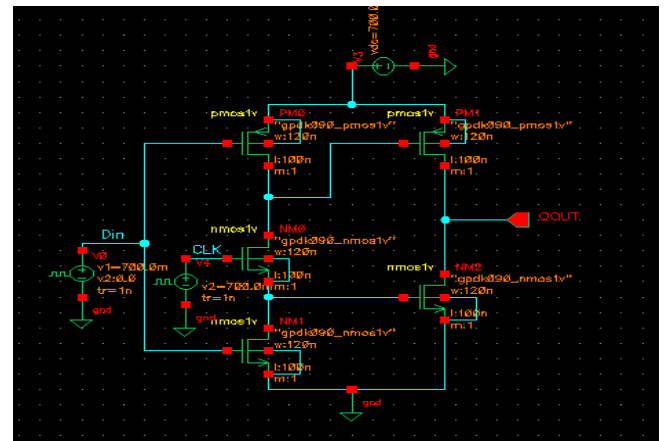 vdc=700.0
V3
gnd
pmos1v
PM0
"gpdk090_pmos1v"
w:120n
l:100n
m:1
pmos1v
PM1
"gpdk090_pmos1v"
w:120n
l:100n
m:1
Din
V0
v1=700.0m
v2:0.0
tr=1n
gnd
CLK
V4
v2=700.0m
tr=1n
gnd
nmos1v
NM0
"gpdk090_nmos1v"
w:120n
l:100n
m:1
QOUT
nmos1v
NM2
"gpdk090_nmos1v"
w:120n
l:100n
m:1
nmos1v
NM1
"gpdk090_nmos1v"
w:120n
l:100n
m:1
gnd